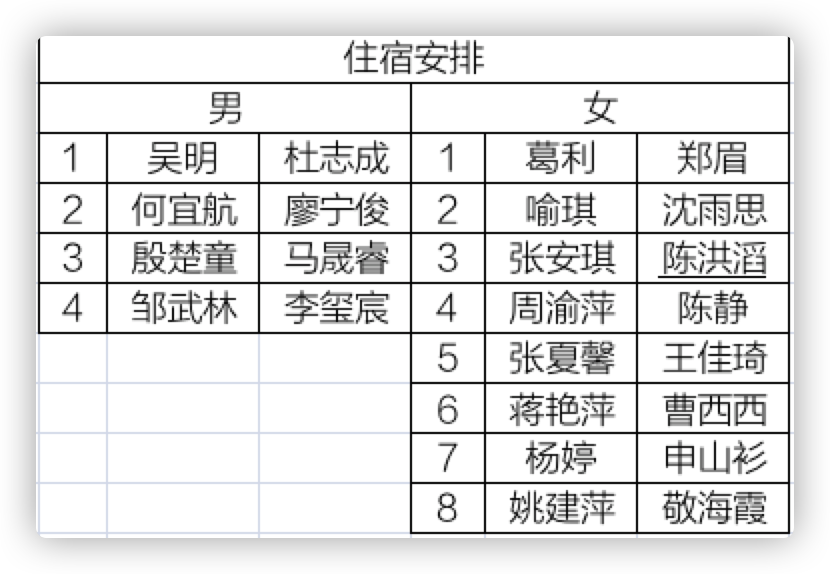 住宿安排
男 女
1 吴明 杜志成 1 葛利 郑眉
2 何宜航 廖宁俊 2 喻琪 沈雨思
3 殷楚童 马晟睿 3 张安琪 陈洪滔
4 邹武林 李玺宸 4 周渝萍 陈静
5 张夏馨 王佳琦
6 蒋艳萍 曹西西
7 杨婷 申山衫
8 姚建萍 敬海霞